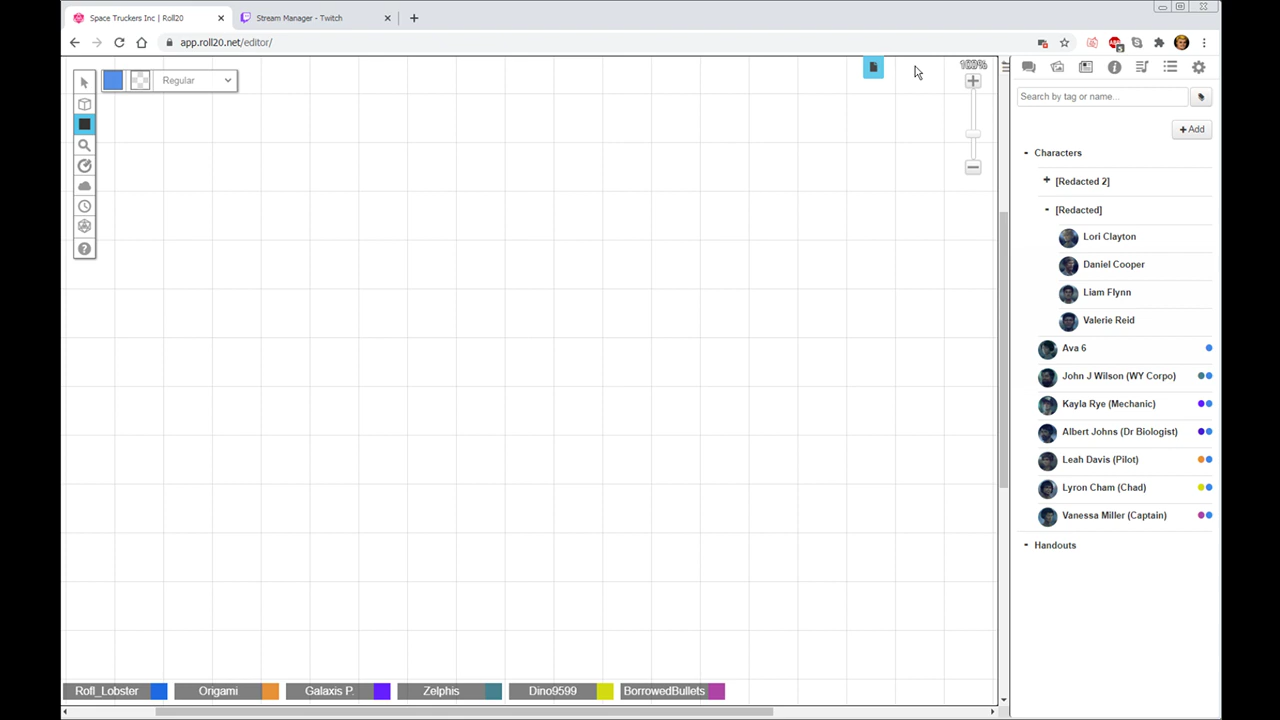 Space Truckers Inc | Roll20
Stream Manager - Twitch
app.roll20.net/editor/
Regular
100%
Search by tag or name...
+ Add
Characters
[Redacted 2]
[Redacted]
Lori Clayton
Daniel Cooper
Liam Flynn
Valerie Reid
Ava 6
John J Wilson (WY Corpo)
Kayla Rye (Mechanic)
Albert Johns (Dr Biologist)
Leah Davis (Pilot)
Lyron Cham (Chad)
Vanessa Miller (Captain)
Handouts
Rofl_Lobster
Origami
Galaxis P.
Zelphis
Dino9599
BorrowedBullets